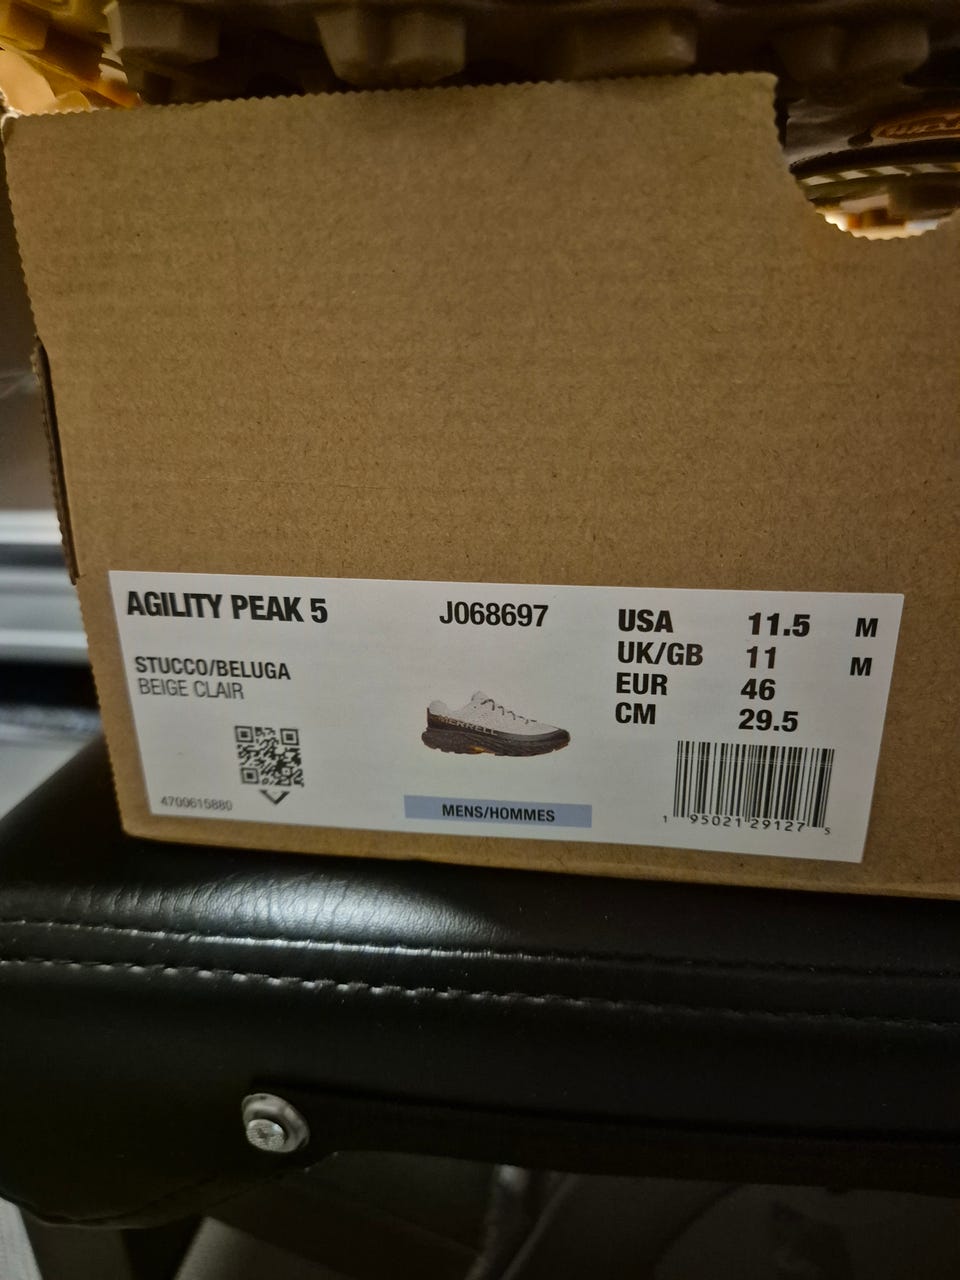 AGILITY PEAK 5
J068697
STUCCO/BELUGA
BEIGE CLAIR
4700615880
MERRELL
MENS/HOMMES
USA 11.5 M
UK/GB 11 M
EUR 46
CM 29.5
1 95021 29127 5